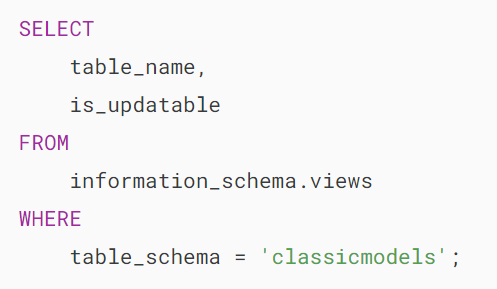 SELECT
    table_name,
    is_updatable
FROM
    information_schema.views
WHERE
    table_schema = 'classicmodels';